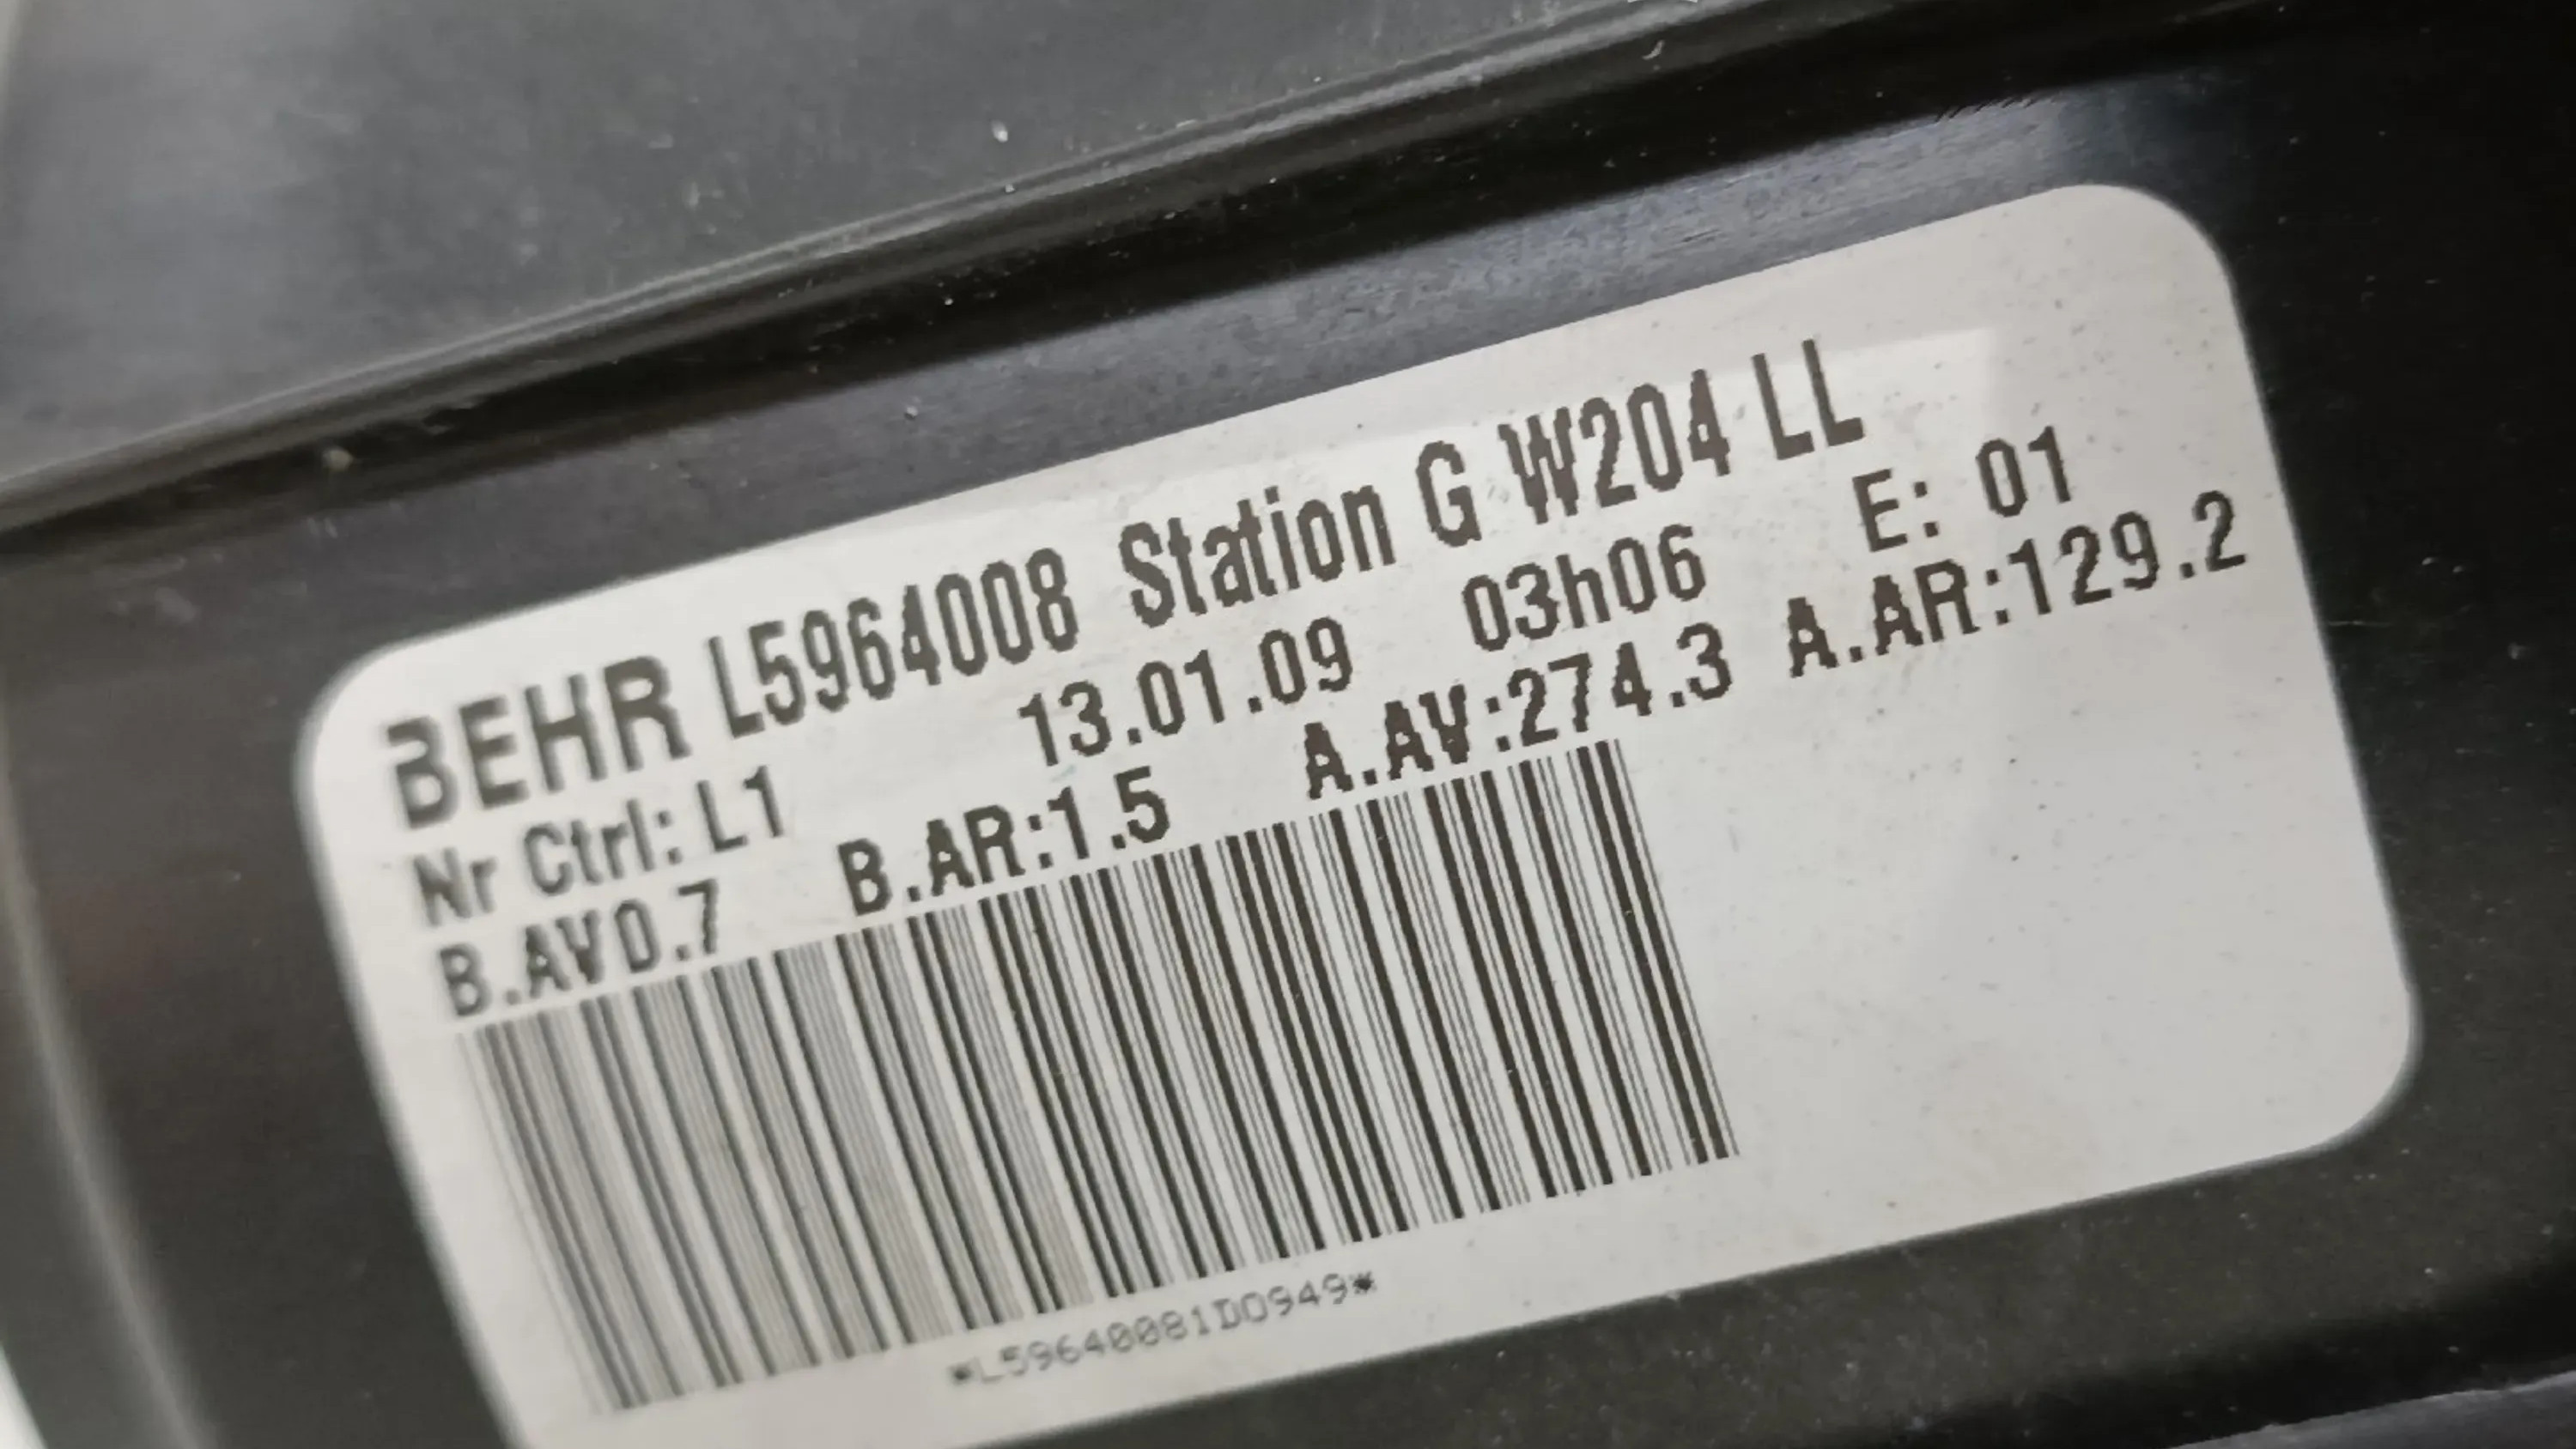 BEHR L5964008 Station G W204 LL
Nr Ctrl: L1 13.01.09 03h06 E: 01
B.AV0.7 B.AR:1.5 A.AV:274.3 A.AR:129.2
*L59640081D0949*